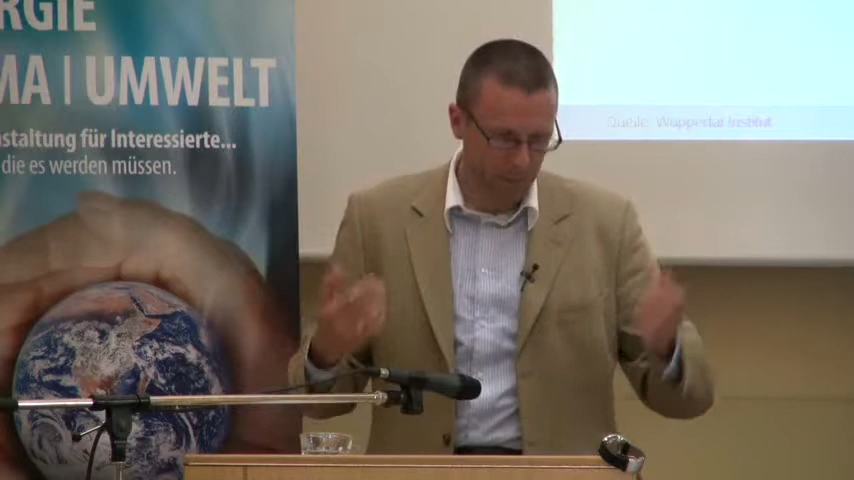 RGIE
MA | UMWELT
nstaltung für Interessierte...
die es werden müssen.
Quelle: Wuppertal Institut